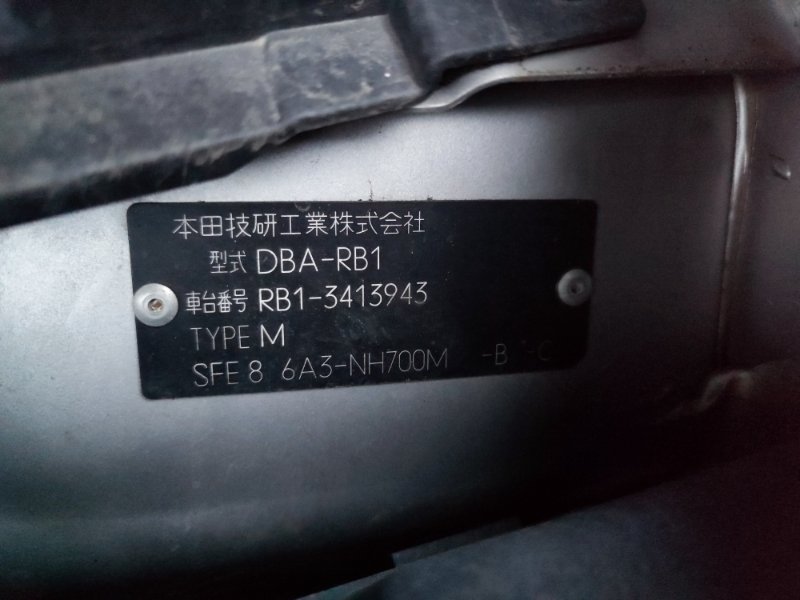 本田技研工業株式会社
型式 DBA-RB1
車台番号 RB1-3413943
TYPE M
SFE 8 6A3-NH700M -B -C